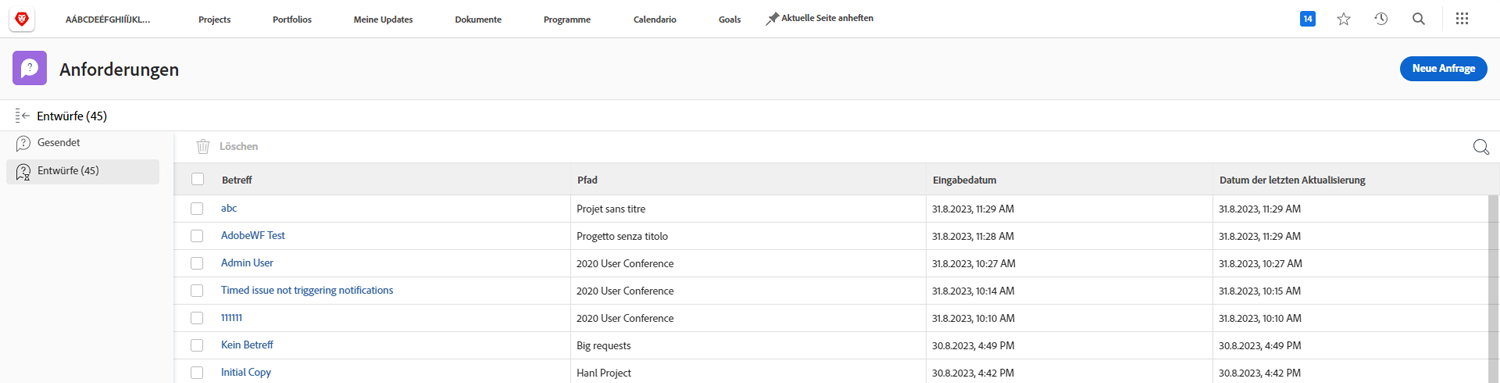 AÁBCDEÉFGHIÍÏJKL... Projects Portfolios Meine Updates Dokumente Programme Calendario Goals Aktuelle Seite anheften 14
Anforderungen Neue Anfrage
Entwürfe (45)
Gesendet
Entwürfe (45)
Löschen
Betreff Pfad Eingabedatum Datum der letzten Aktualisierung
abc Projet sans titre 31.8.2023, 11:29 AM 31.8.2023, 11:29 AM
AdobeWF Test Progetto senza titolo 31.8.2023, 11:28 AM 31.8.2023, 11:29 AM
Admin User 2020 User Conference 31.8.2023, 10:27 AM 31.8.2023, 10:27 AM
Timed issue not triggering notifications 2020 User Conference 31.8.2023, 10:14 AM 31.8.2023, 10:15 AM
111111 2020 User Conference 31.8.2023, 10:10 AM 31.8.2023, 10:10 AM
Kein Betreff Big requests 30.8.2023, 4:49 PM 30.8.2023, 4:49 PM
Initial Copy Hanl Project 30.8.2023, 4:42 PM 30.8.2023, 4:42 PM